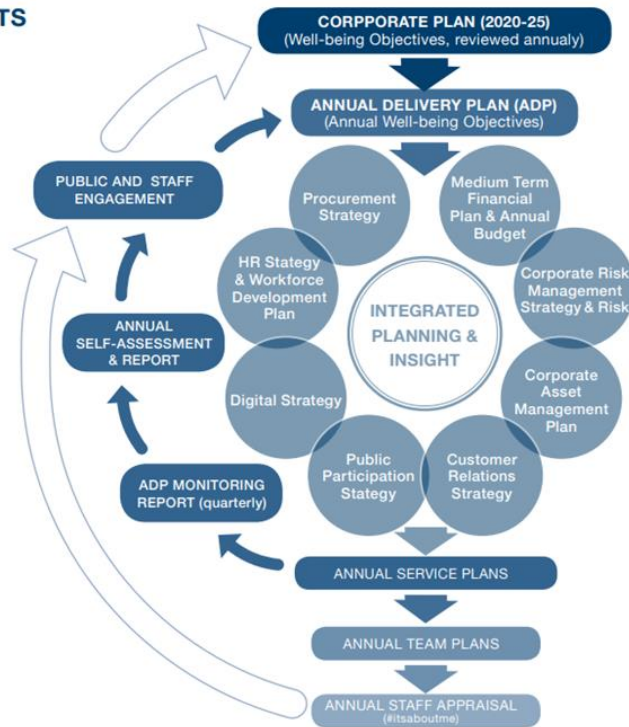 TS
CORPPORATE PLAN (2020-25)
(Well-being Objectives, reviewed annualy)
ANNUAL DELIVERY PLAN (ADP)
(Annual Well-being Objectives)
PUBLIC AND STAFF
ENGAGEMENT
Procurement
Strategy
Medium Term
Financial
Plan & Annual
Budget
HR Stategy
& Workforce
Development
Plan
Corporate Risk
Management
Strategy & Risk
INTEGRATED
PLANNING &
INSIGHT
ANNUAL
SELF-ASSESSMENT
& REPORT
Digital Strategy
Corporate
Asset
Management
Plan
ADP MONITORING
REPORT (quarterly)
Public
Participation
Stategy
Customer
Relations
Strategy
ANNUAL SERVICE PLANS
ANNUAL TEAM PLANS
ANNUAL STAFF APPRAISAL
(#itsaboutme)